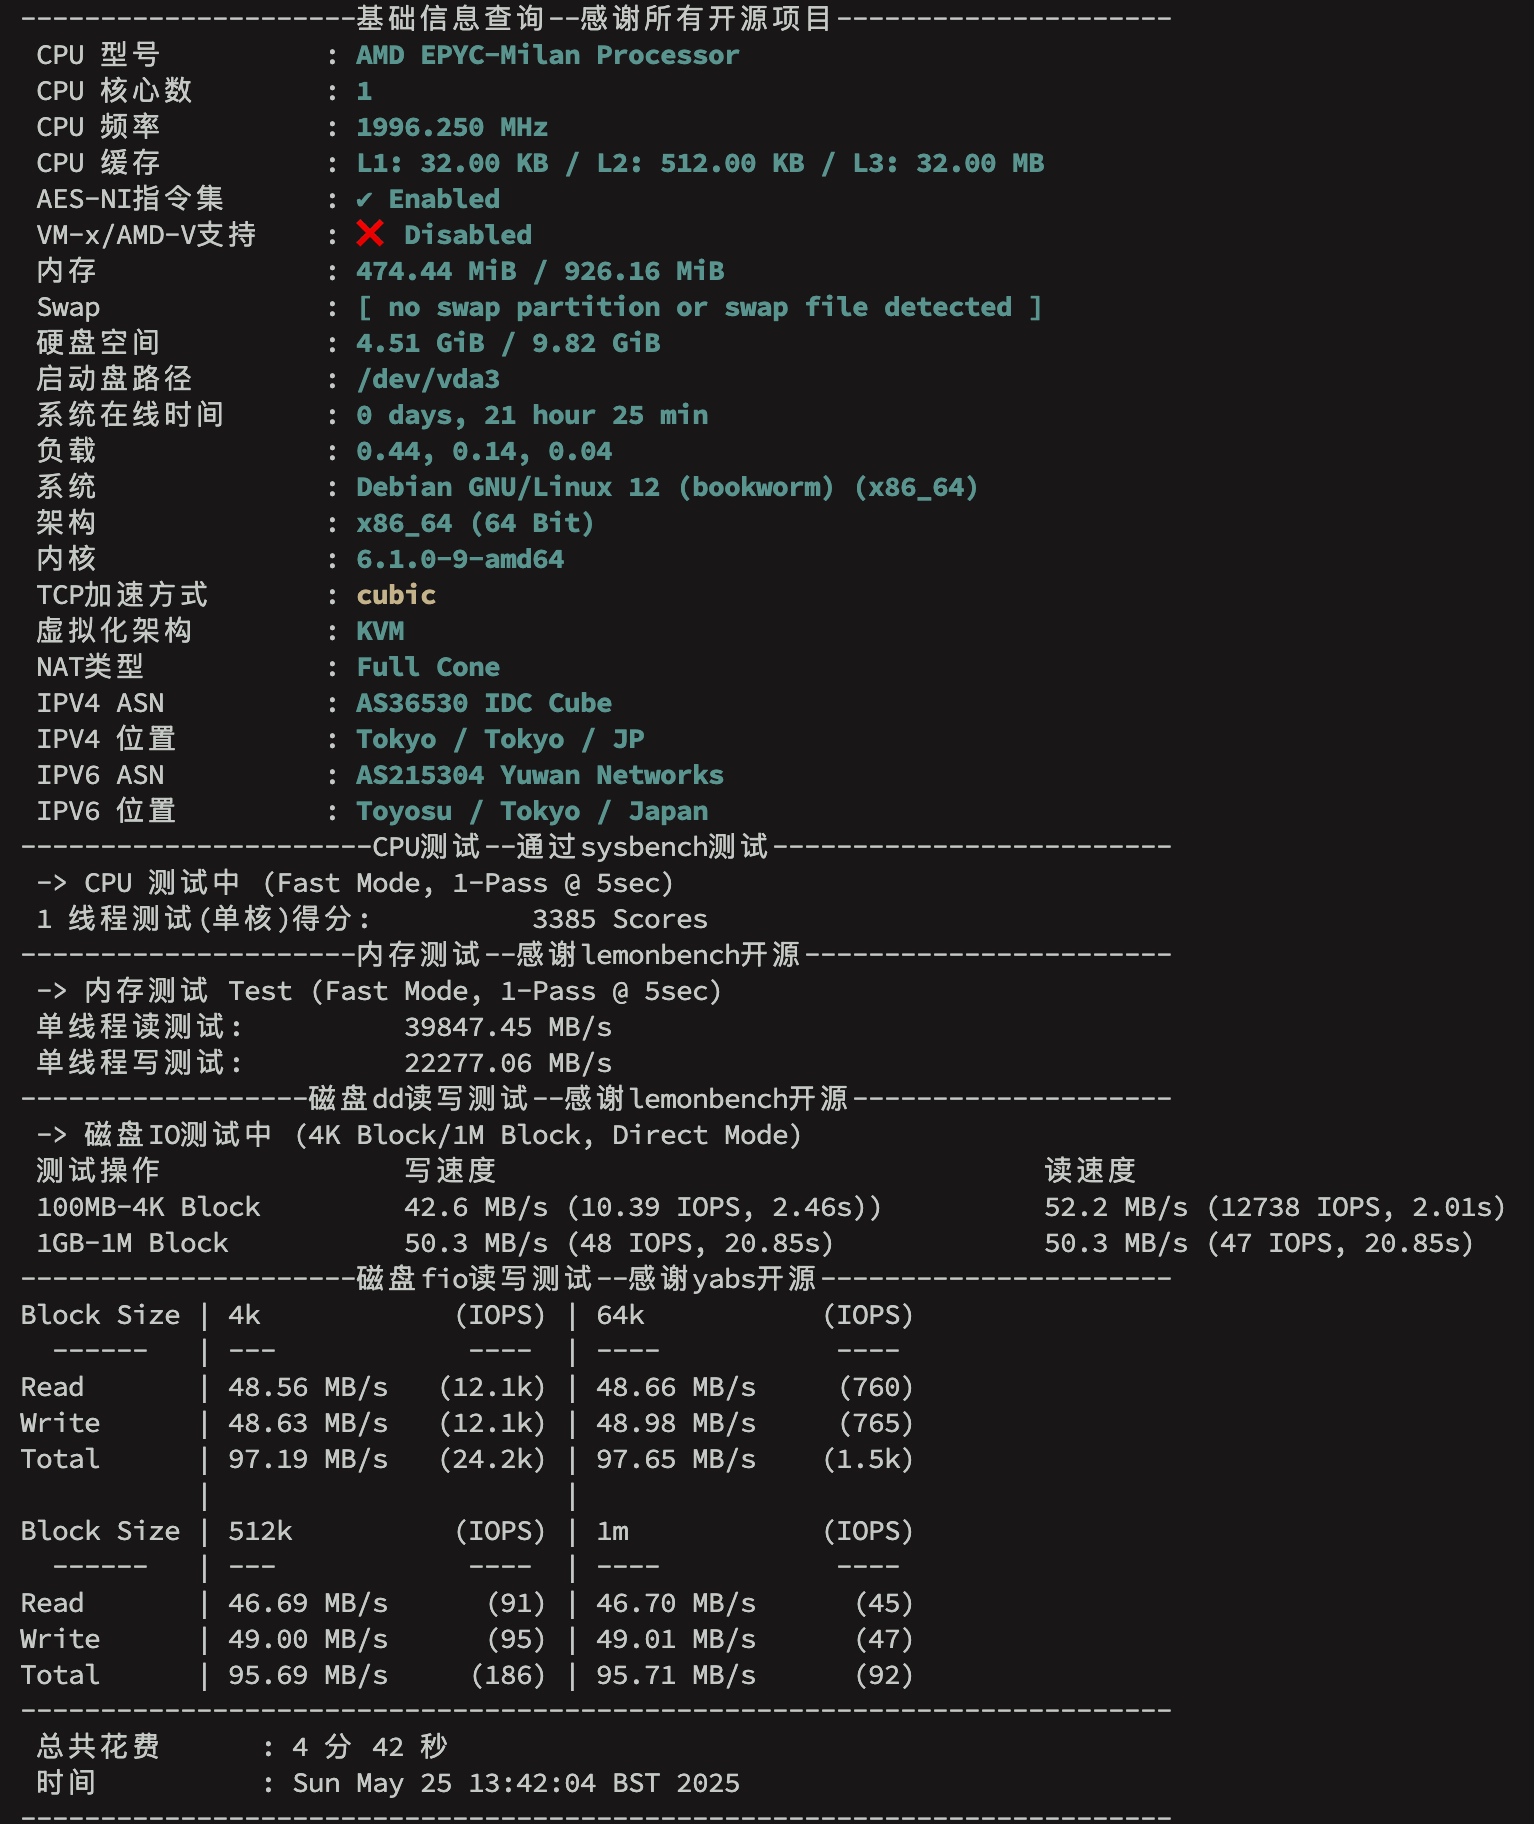 ---------------------基础信息查询--感谢所有开源项目---------------------
CPU 型号 : AMD EPYC-Milan Processor
CPU 核心数 : 1
CPU 频率 : 1996.250 MHz
CPU 缓存 : L1: 32.00 KB / L2: 512.00 KB / L3: 32.00 MB
AES-NI指令集 : ✔ Enabled
VM-x/AMD-V支持 : ❌ Disabled
内存 : 474.44 MiB / 926.16 MiB
Swap : [ no swap partition or swap file detected ]
硬盘空间 : 4.51 GiB / 9.82 GiB
启动盘路径 : /dev/vda3
系统在线时间 : 0 days, 21 hour 25 min
负载 : 0.44, 0.14, 0.04
系统 : Debian GNU/Linux 12 (bookworm) (x86_64)
架构 : x86_64 (64 Bit)
内核 : 6.1.0-9-amd64
TCP加速方式 : cubic
虚拟化架构 : KVM
NAT类型 : Full Cone
IPV4 ASN : AS36530 IDC Cube
IPV4 位置 : Tokyo / Tokyo / JP
IPV6 ASN : AS215304 Yuwan Networks
IPV6 位置 : Toyosu / Tokyo / Japan
----------------------CPU测试--通过sysbench测试-------------------------
-> CPU 测试中 (Fast Mode, 1-Pass @ 5sec)
1 线程测试(单核)得分: 3385 Scores
---------------------内存测试--感谢lemonbench开源-----------------------
-> 内存测试 Test (Fast Mode, 1-Pass @ 5sec)
单线程读测试: 39847.45 MB/s
单线程写测试: 22277.06 MB/s
------------------磁盘dd读写测试--感谢lemonbench开源--------------------
-> 磁盘IO测试中 (4K Block/1M Block, Direct Mode)
测试操作 写速度 读速度
100MB-4K Block 42.6 MB/s (10.39 IOPS, 2.46s)) 52.2 MB/s (12738 IOPS, 2.01s)
1GB-1M Block 50.3 MB/s (48 IOPS, 20.85s) 50.3 MB/s (47 IOPS, 20.85s)
---------------------磁盘fio读写测试--感谢yabs开源----------------------
Block Size | 4k (IOPS) | 64k (IOPS)
------ | --- ---- | ---- ----
Read | 48.56 MB/s (12.1k) | 48.66 MB/s (760)
Write | 48.63 MB/s (12.1k) | 48.98 MB/s (765)
Total | 97.19 MB/s (24.2k) | 97.65 MB/s (1.5k)
| |
Block Size | 512k (IOPS) | 1m (IOPS)
------ | --- ---- | ---- ----
Read | 46.69 MB/s (91) | 46.70 MB/s (45)
Write | 49.00 MB/s (95) | 49.01 MB/s (47)
Total | 95.69 MB/s (186) | 95.71 MB/s (92)
------------------------------------------------------------------------
总共花费 : 4 分 42 秒
时间 : Sun May 25 13:42:04 BST 2025
------------------------------------------------------------------------